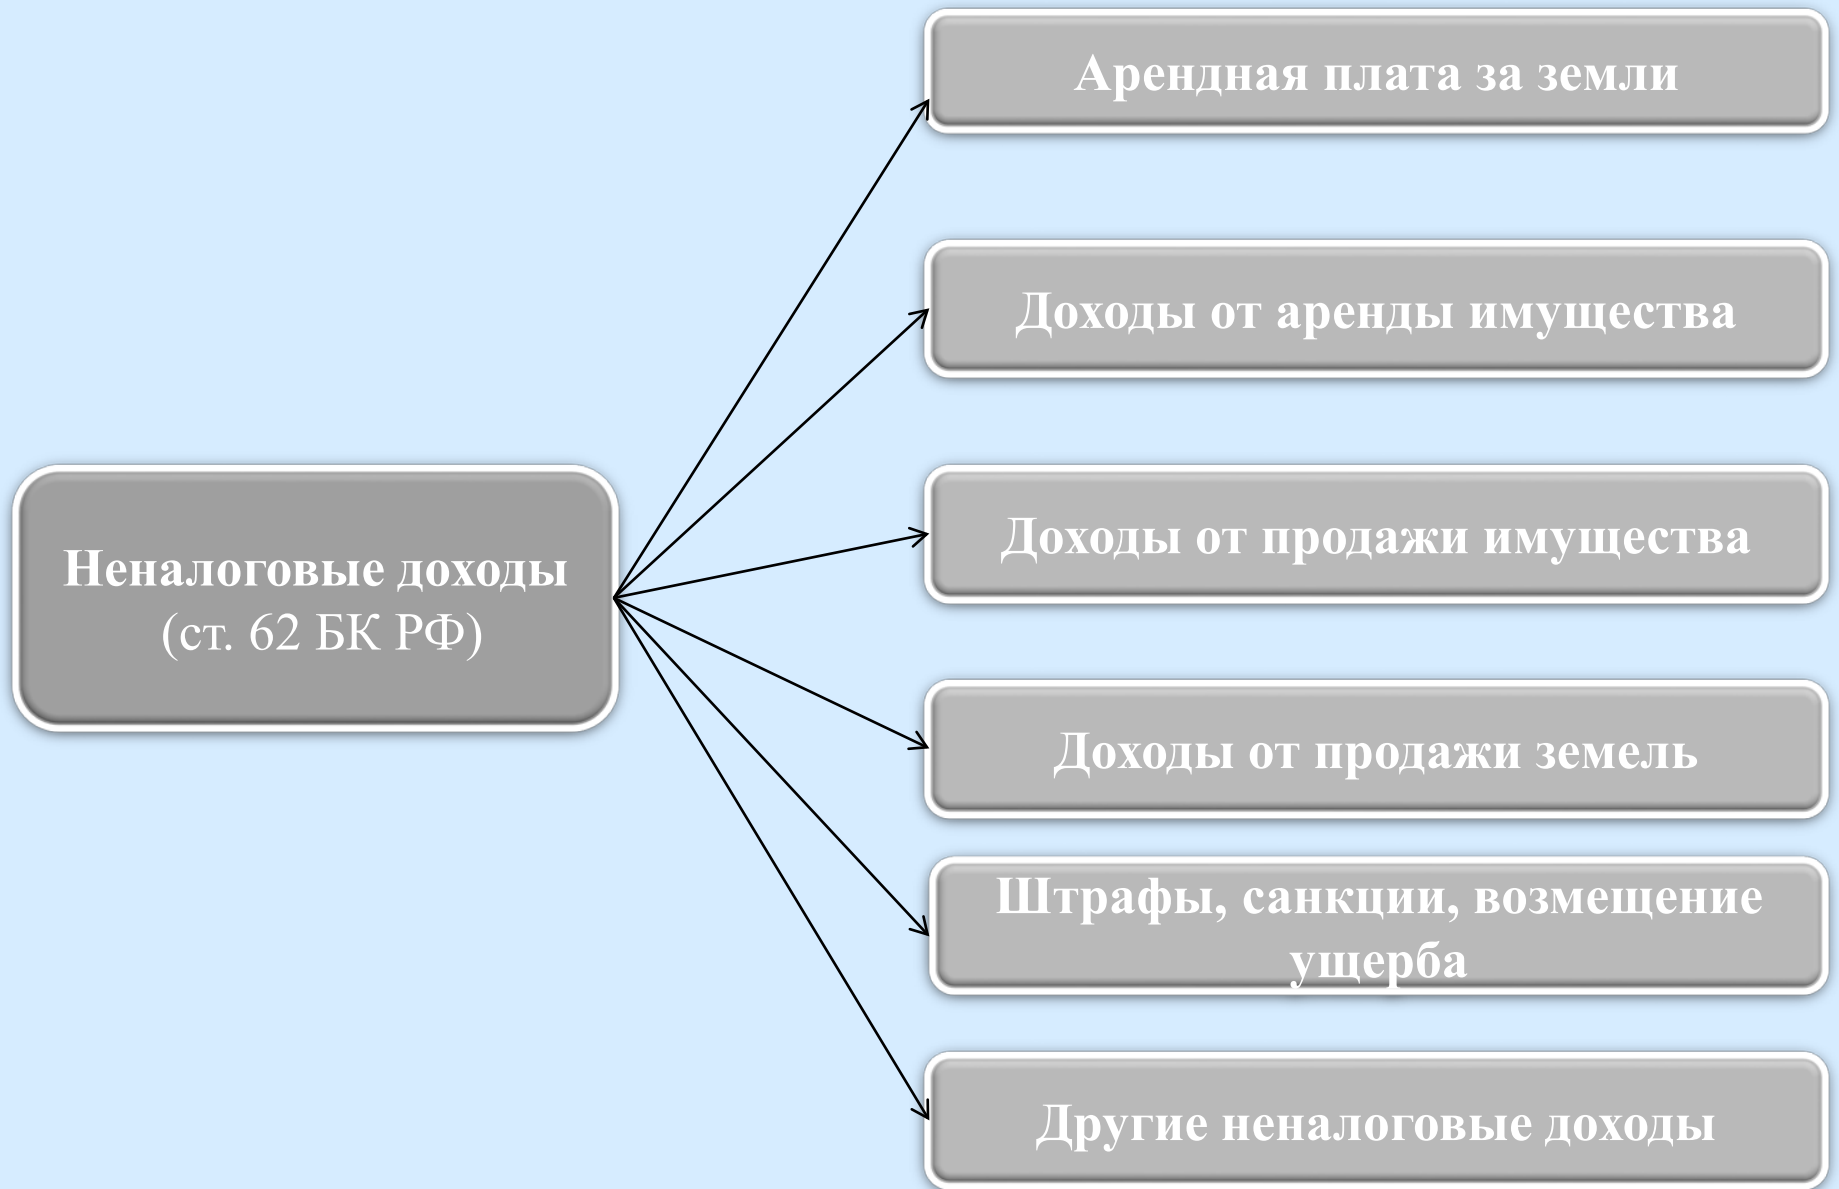 Арендная плата за земли
Доходы от аренды имущества
Доходы от продажи имущества
Неналоговые доходы
(ст. 62 БК РФ)
Доходы от продажи земель
Штрафы, санкции, возмещение
ущерба
Другие неналоговые доходы